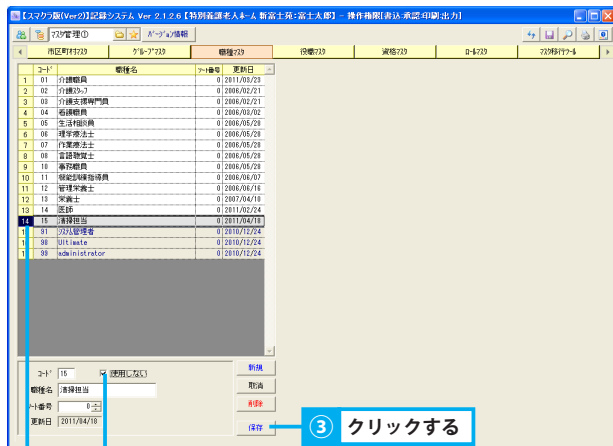 【スマクラ版(Ver2)】記録システム Ver 2.1.2.6 【特別養護老人ホーム 新富士苑:富士太郎】 - 操作権限[書込:承認:印刷:出力]
マスタ管理① バージョン情報
市区町村マスタ グループマスタ 職種マスタ 役職マスタ 資格マスタ ロールマスタ マスタ移行ツール
コード 職種名 ソート番号 更新日
1 01 介護職員 0 2011/03/23
2 02 介護スタッフ 0 2006/02/21
3 03 介護支援専門員 0 2006/02/21
4 04 看護職員 0 2006/03/02
5 05 生活相談員 0 2006/05/28
6 06 理学療法士 0 2006/05/28
7 07 作業療法士 0 2006/05/28
8 08 言語聴覚士 0 2006/05/28
9 10 事務職員 0 2006/05/28
10 11 機能訓練指導員 0 2006/06/07
11 12 管理栄養士 0 2006/06/16
12 13 栄養士 0 2007/04/10
13 14 医師 0 2011/02/24
14 15 清掃担当 0 2011/04/18
1 91 システム管理者 0 2010/12/24
1 98 Ultimate 0 2010/12/24
1 99 administrator 0 2010/12/24
コード 15 使用しない 新規
職種名 清掃担当 取消
ソート番号 0 削除
更新日 2011/04/18 保存
③ クリックする